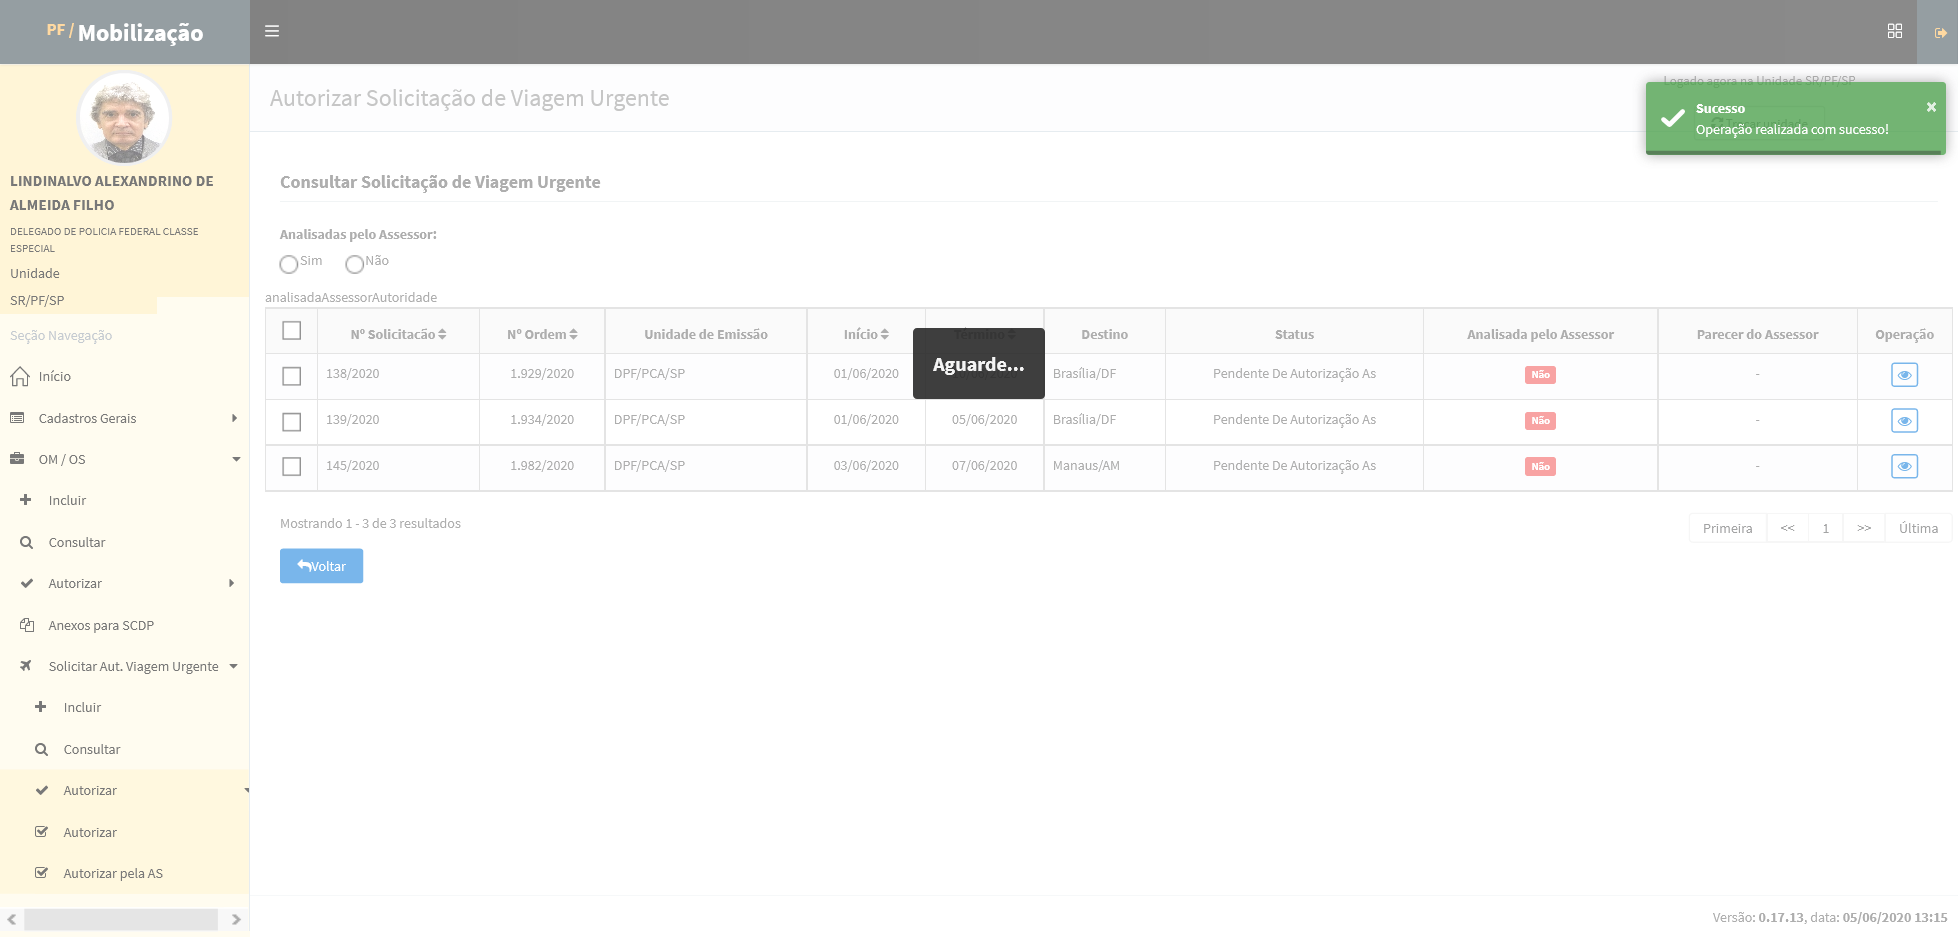 PF / Mobilização
LINDINALVO ALEXANDRINO DE
ALMEIDA FILHO
DELEGADO DE POLICIA FEDERAL CLASSE
ESPECIAL
Unidade
SR/PF/SP
Seção Navegação
Início
Cadastros Gerais
OM / OS
Incluir
Consultar
Autorizar
Anexos para SCDP
Solicitar Aut. Viagem Urgente
Incluir
Consultar
Autorizar
Autorizar
Autorizar pela AS
Autorizar Solicitação de Viagem Urgente
Logado agora na Unidade SR/PF/SP
Sucesso
Operação realizada com sucesso!
Consultar Solicitação de Viagem Urgente
Analisadas pelo Assessor:
Sim Não
analisadaAssessorAutoridade
Nº Solicitacão Nº Ordem Unidade de Emissão Início Término Destino Status Analisada pelo Assessor Parecer do Assessor Operação
138/2020 1.929/2020 DPF/PCA/SP 01/06/2020 Brasília/DF Pendente De Autorização As Não -
139/2020 1.934/2020 DPF/PCA/SP 01/06/2020 05/06/2020 Brasília/DF Pendente De Autorização As Não -
145/2020 1.982/2020 DPF/PCA/SP 03/06/2020 07/06/2020 Manaus/AM Pendente De Autorização As Não -
Aguarde...
Mostrando 1 - 3 de 3 resultados
Primeira << 1 >> Última
Voltar
Versão: 0.17.13, data: 05/06/2020 13:15